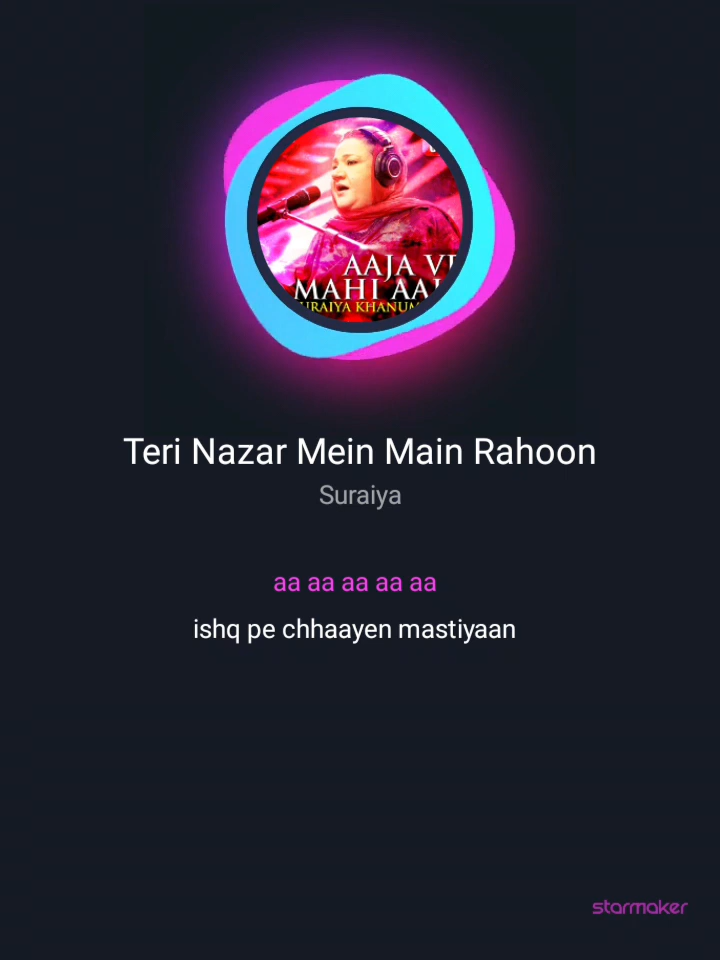 AAJA VE
MAHI AA
URAIYA KHANUM
Teri Nazar Mein Main Rahoon
Suraiya
aa aa aa aa aa
ishq pe chhaayen mastiyaan
starmaker